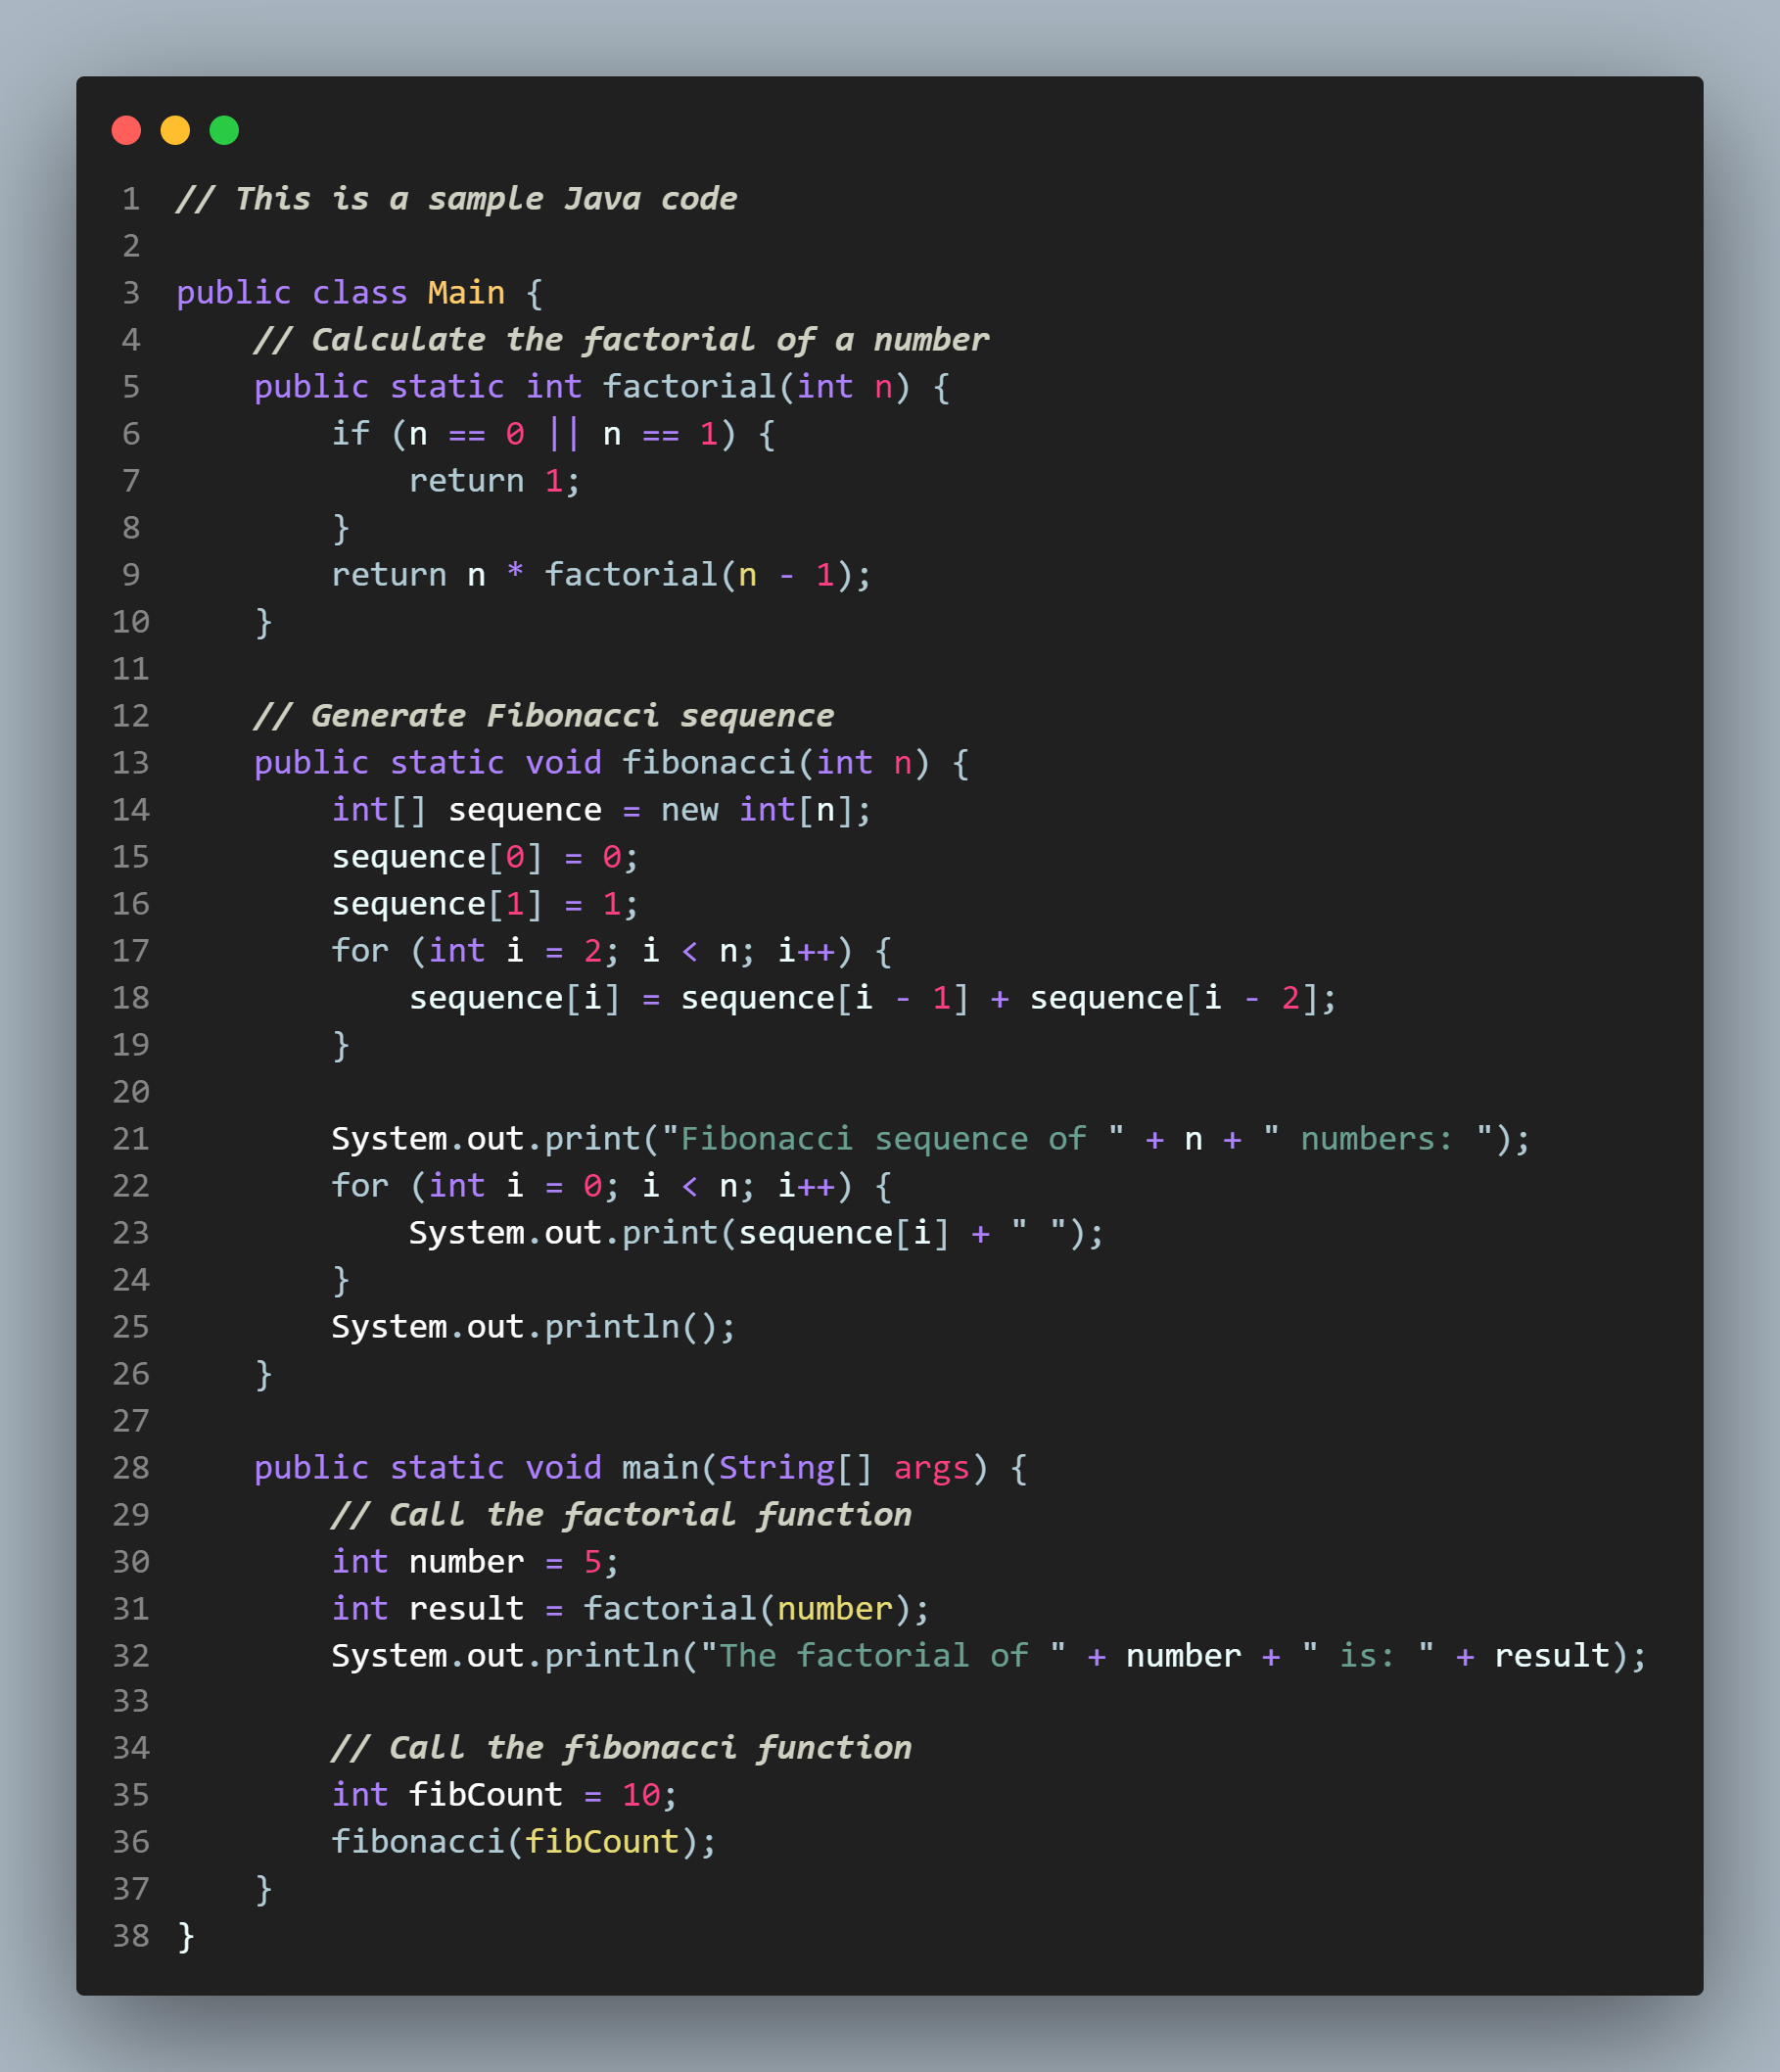 1 // This is a sample Java code
2
3 public class Main {
4     // Calculate the factorial of a number
5     public static int factorial(int n) {
6         if (n == 0 || n == 1) {
7             return 1;
8         }
9         return n * factorial(n - 1);
10     }
11
12     // Generate Fibonacci sequence
13     public static void fibonacci(int n) {
14         int[] sequence = new int[n];
15         sequence[0] = 0;
16         sequence[1] = 1;
17         for (int i = 2; i < n; i++) {
18             sequence[i] = sequence[i - 1] + sequence[i - 2];
19         }
20
21         System.out.print("Fibonacci sequence of " + n + " numbers: ");
22         for (int i = 0; i < n; i++) {
23             System.out.print(sequence[i] + " ");
24         }
25         System.out.println();
26     }
27
28     public static void main(String[] args) {
29         // Call the factorial function
30         int number = 5;
31         int result = factorial(number);
32         System.out.println("The factorial of " + number + " is: " + result);
33
34         // Call the fibonacci function
35         int fibCount = 10;
36         fibonacci(fibCount);
37     }
38 }